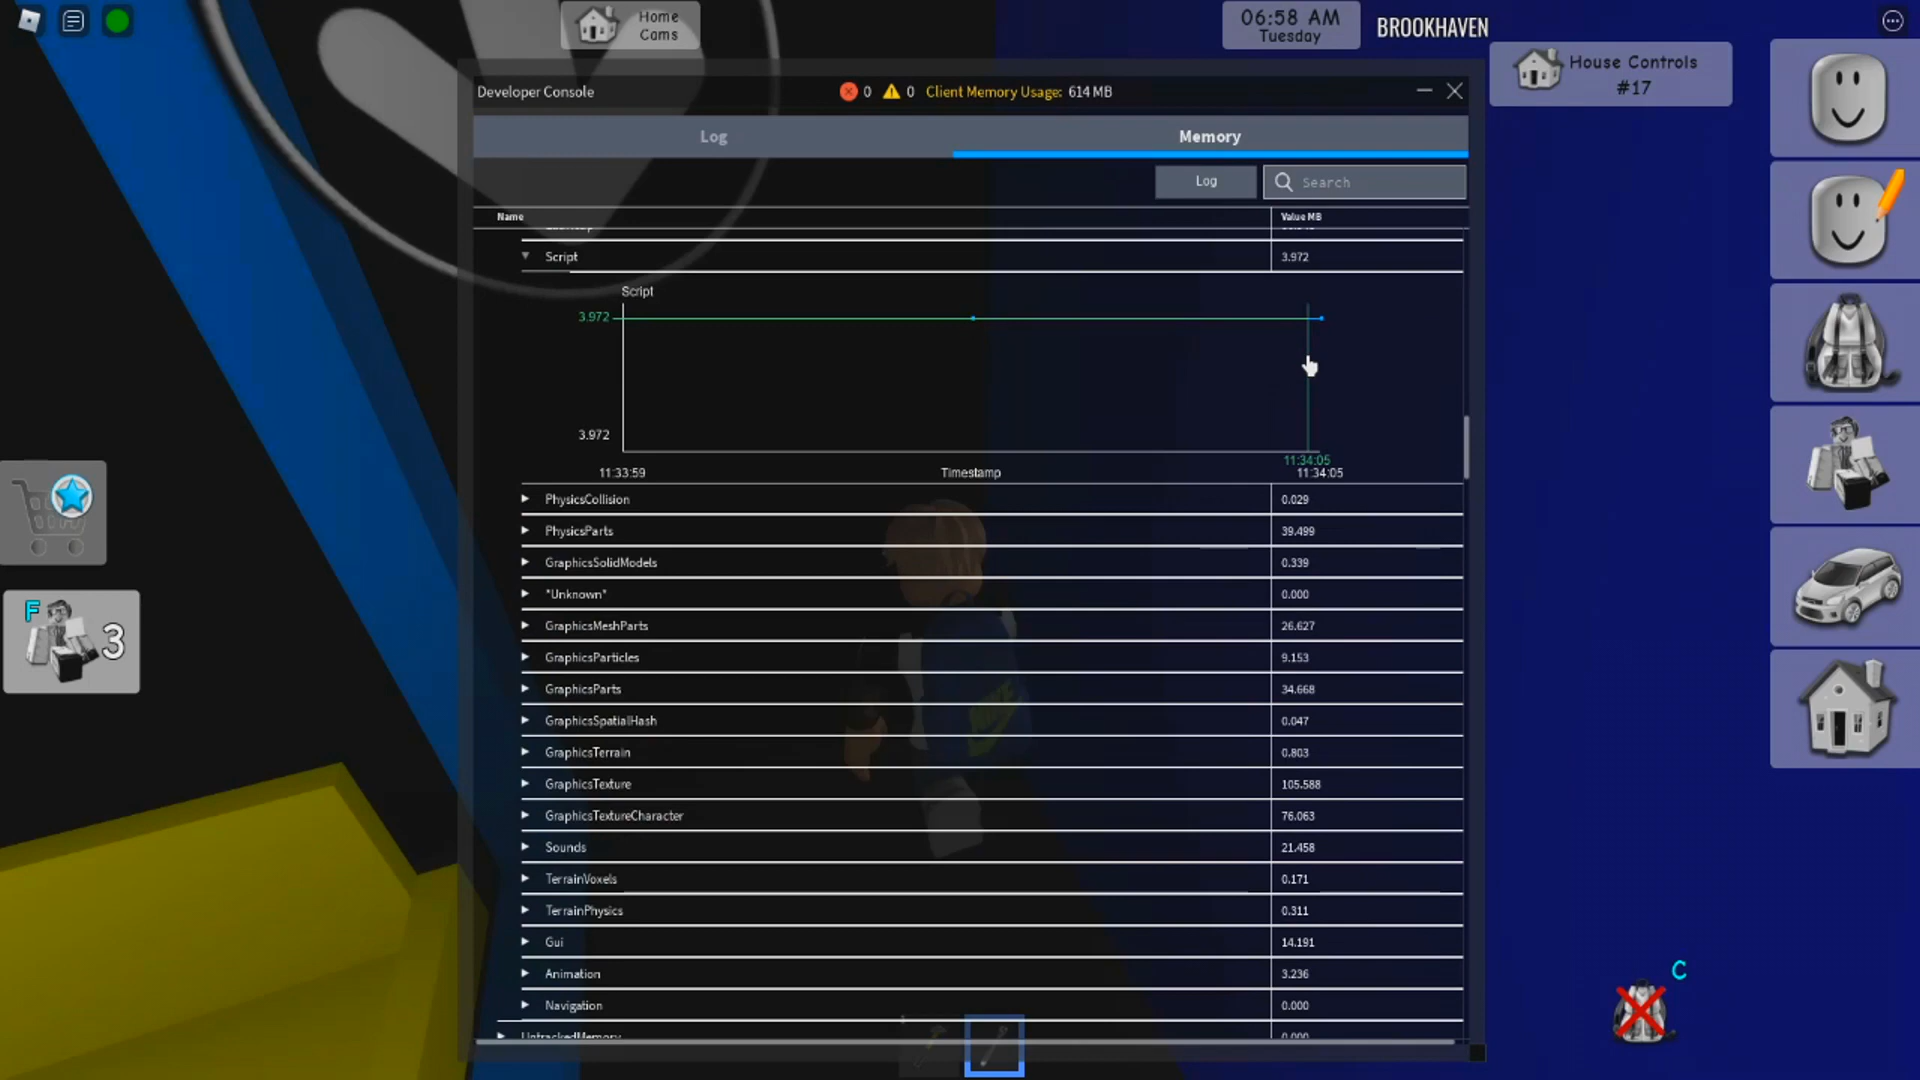 Home
Cams
06:58 AM
Tuesday
BROOKHAVEN
House Controls
#17
Developer Console
0
0
Client Memory Usage: 614 MB
Log
Memory
Log
Search
Name
Value MB
Script
3.972
Script
3.972
3.972
11:34:05
11:33:59
Timestamp
11:34:05
PhysicsCollision
0.029
PhysicsParts
39.499
GraphicsSolidModels
0.339
*Unknown*
0.000
GraphicsMeshParts
26.627
GraphicsParticles
9.153
GraphicsParts
34.668
GraphicsSpatialHash
0.047
GraphicsTerrain
0.803
GraphicsTexture
105.588
GraphicsTextureCharacter
76.063
Sounds
21.458
TerrainVoxels
0.171
TerrainPhysics
0.311
Gui
14.191
Animation
3.236
Navigation
0.000
UntrackedMemory
0.000
F
3
C